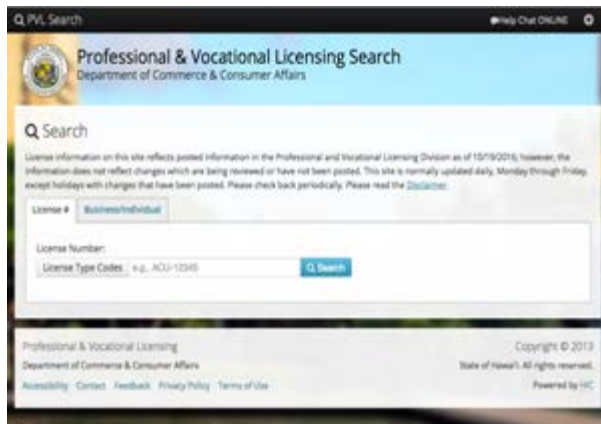 PVL Search
Help Chat ONLINE
Professional & Vocational Licensing Search
Department of Commerce & Consumer Affairs
Search
License information on this site reflects posted information in the Professional and Vocational Licensing Division as of 10/19/2016; however, the
information does not reflect changes which are being reviewed or have not been posted. This site is normally updated daily, Monday through Friday,
except holidays with changes that have been posted. Please check back periodically. Please read the Disclaimer.
License # Business/Individual
License Number:
License Type Codes e.g., ACU-12345 Search
Professional & Vocational Licensing
Copyright © 2013
Department of Commerce & Consumer Affairs
State of Hawai'i. All rights reserved.
Accessibility Contact Feedback Privacy Policy Terms of Use
Powered by HIC